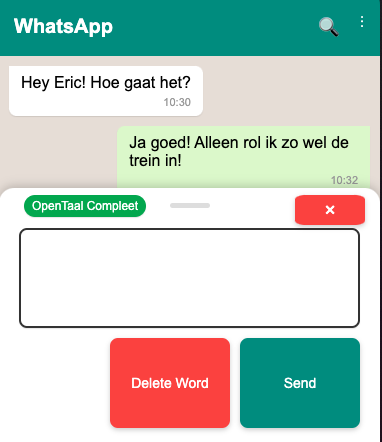 WhatsApp
Hey Eric! Hoe gaat het?
10:30
Ja goed! Alleen rol ik zo wel de
trein in!
10:32
OpenTaal Compleet
×
Delete Word
Send